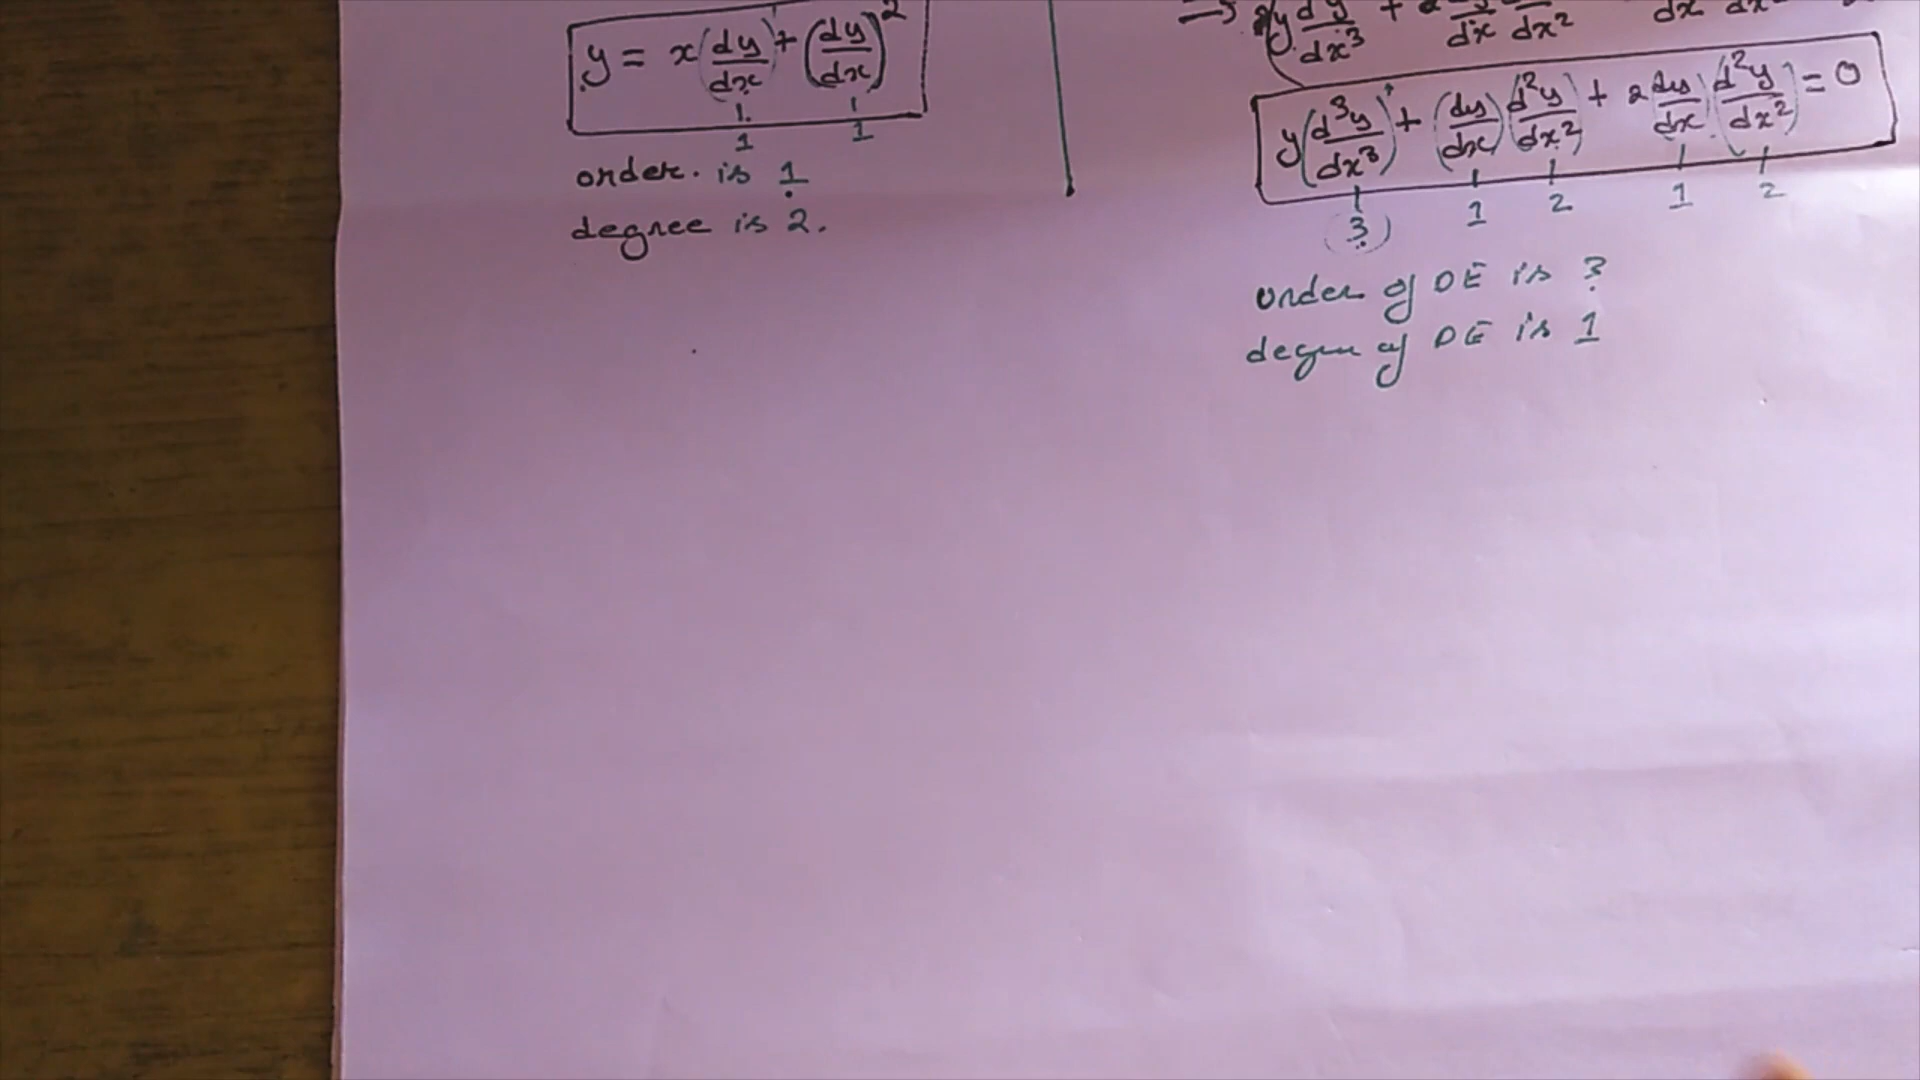 y = x(dy/dx) + (dy/dx)²
1 1
order. is 1
degree is 2.
y(d³y/dx³) + (dy/dx)(d²y/dx²) + 2 dy/dx (d²y/dx²) = 0
(3) 1 2 1 2
order of DE is 3
degree of DE is 1